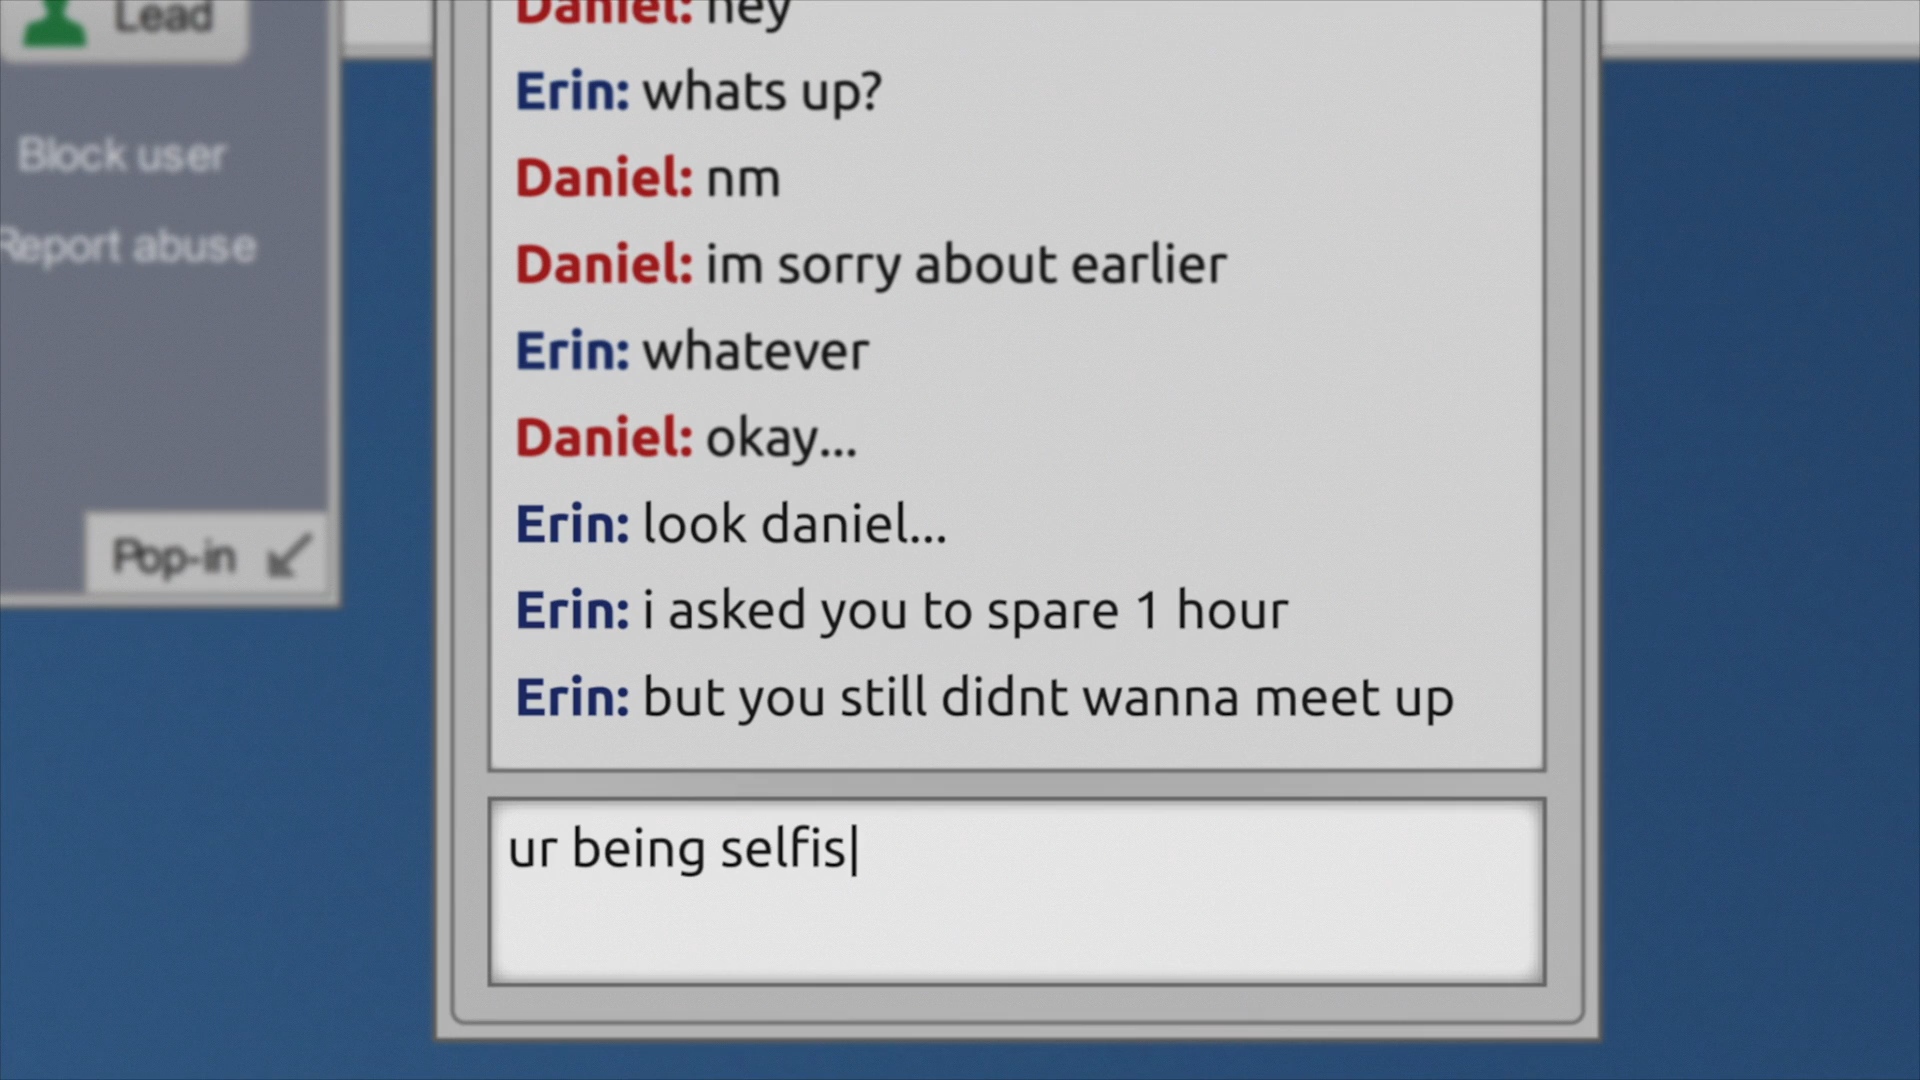 Lead
Block user
Report abuse
Pop-in
Daniel: hey
Erin: whats up?
Daniel: nm
Daniel: im sorry about earlier
Erin: whatever
Daniel: okay...
Erin: look daniel...
Erin: i asked you to spare 1 hour
Erin: but you still didnt wanna meet up
ur being selfis